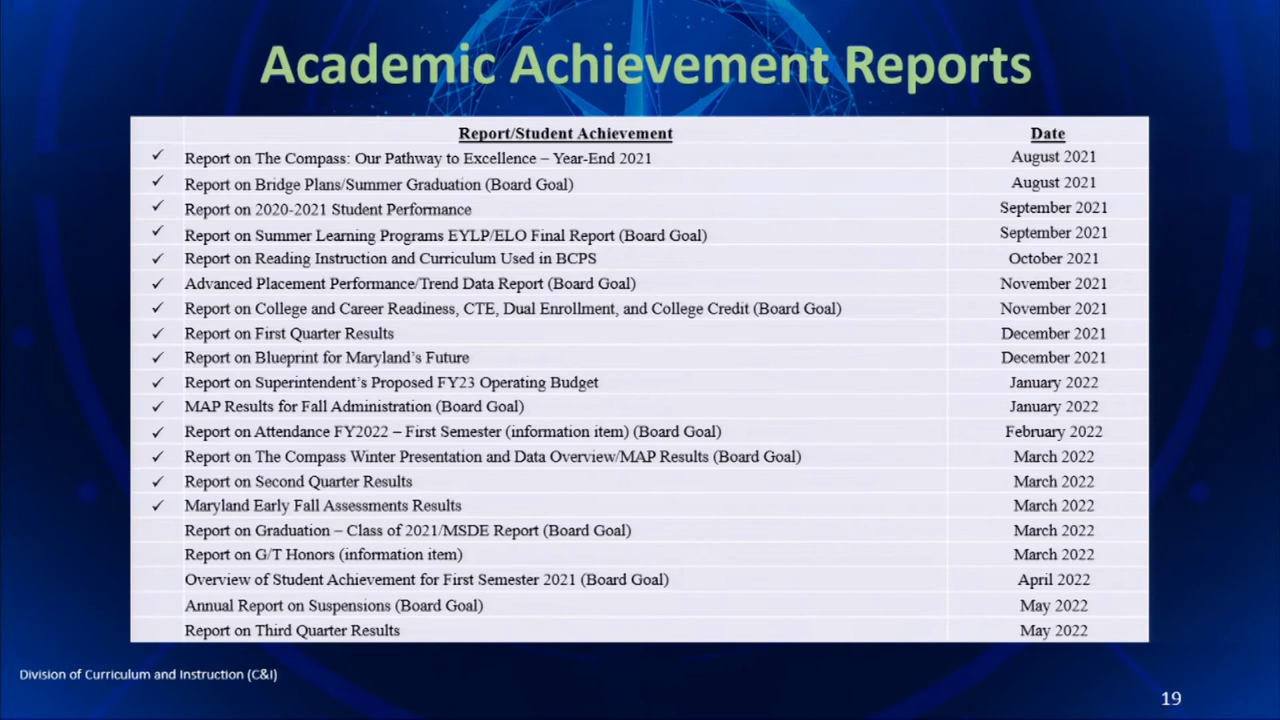 Academic Achievement Reports
Report/Student Achievement Date
✓ Report on The Compass: Our Pathway to Excellence – Year-End 2021 August 2021
✓ Report on Bridge Plans/Summer Graduation (Board Goal) August 2021
✓ Report on 2020-2021 Student Performance September 2021
✓ Report on Summer Learning Programs EYLP/ELO Final Report (Board Goal) September 2021
✓ Report on Reading Instruction and Curriculum Used in BCPS October 2021
✓ Advanced Placement Performance/Trend Data Report (Board Goal) November 2021
✓ Report on College and Career Readiness, CTE, Dual Enrollment, and College Credit (Board Goal) November 2021
✓ Report on First Quarter Results December 2021
✓ Report on Blueprint for Maryland’s Future December 2021
✓ Report on Superintendent’s Proposed FY23 Operating Budget January 2022
✓ MAP Results for Fall Administration (Board Goal) January 2022
✓ Report on Attendance FY2022 – First Semester (information item) (Board Goal) February 2022
✓ Report on The Compass Winter Presentation and Data Overview/MAP Results (Board Goal) March 2022
✓ Report on Second Quarter Results March 2022
✓ Maryland Early Fall Assessments Results March 2022
Report on Graduation – Class of 2021/MSDE Report (Board Goal) March 2022
Report on G/T Honors (information item) March 2022
Overview of Student Achievement for First Semester 2021 (Board Goal) April 2022
Annual Report on Suspensions (Board Goal) May 2022
Report on Third Quarter Results May 2022
Division of Curriculum and Instruction (C&I)
19